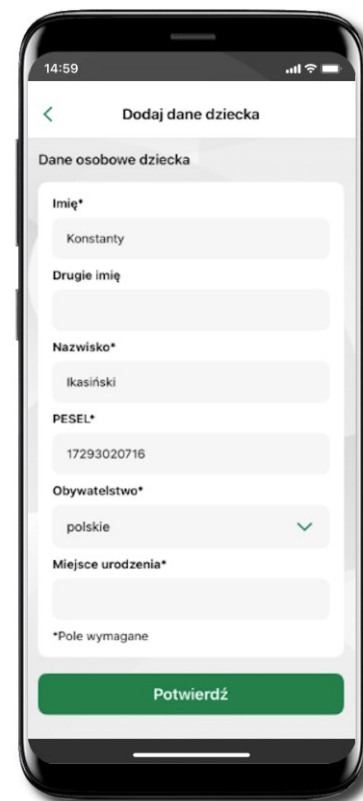 14:59
Dodaj dane dziecka
Dane osobowe dziecka
Imię*
Konstanty
Drugie imię
Nazwisko*
Ikasiński
PESEL*
17293020716
Obywatelstwo*
polskie
Miejsce urodzenia*
*Pole wymagane
Potwierdź